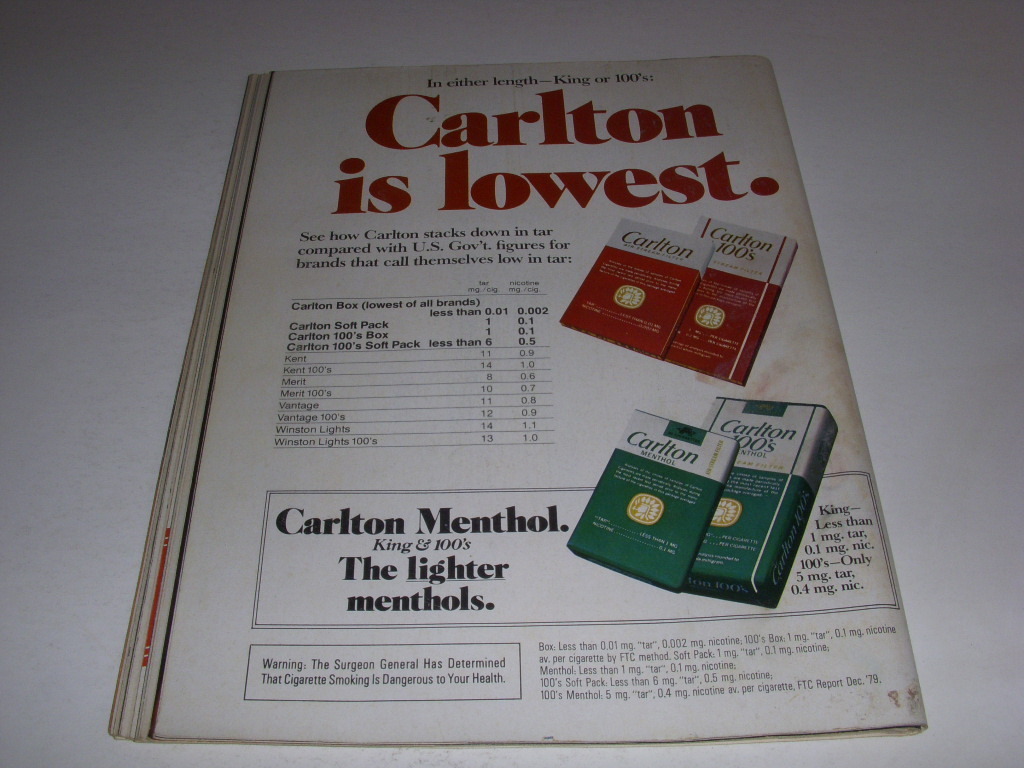 In either length—King or 100's:
Carlton
is lowest.
See how Carlton stacks down in tar
compared with U.S. Gov't. figures for
brands that call themselves low in tar:
tar nicotine
mg./cig. mg./cig.
Carlton Box (lowest of all brands)
less than 0.01 0.002
Carlton Soft Pack 1 0.1
Carlton 100's Box 1 0.1
Carlton 100's Soft Pack less than 6 0.5
Kent 11 0.9
Kent 100's 14 1.0
Merit 8 0.6
Merit 100's 10 0.7
Vantage 11 0.8
Vantage 100's 12 0.9
Winston Lights 14 1.1
Winston Lights 100's 13 1.0
Carlton
Carlton
100's
Carlton
MENTHOL
Carlton
100's
MENTHOL
Carlton 100's
Carlton Menthol.
King & 100's
The lighter
menthols.
King—
Less than
1 mg. tar,
0.1 mg. nic.
100's—Only
5 mg. tar,
0.4 mg. nic.
Warning: The Surgeon General Has Determined
That Cigarette Smoking Is Dangerous to Your Health.
Box: Less than 0.01 mg. "tar", 0.002 mg. nicotine; 100's Box: 1 mg. "tar", 0.1 mg. nicotine
av. per cigarette by FTC method. Soft Pack: 1 mg. "tar", 0.1 mg. nicotine;
Menthol: Less than 1 mg. "tar", 0.1 mg. nicotine;
100's Soft Pack: Less than 6 mg. "tar", 0.5 mg. nicotine;
100's Menthol: 5 mg. "tar", 0.4 mg. nicotine av. per cigarette, FTC Report Dec. '79.